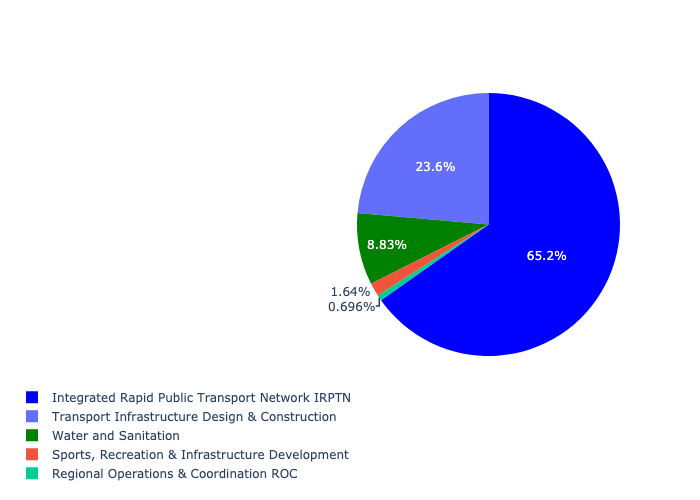 23.6%
8.83%
65.2%
1.64%
0.696%
Integrated Rapid Public Transport Network IRPTN
Transport Infrastructure Design & Construction
Water and Sanitation
Sports, Recreation & Infrastructure Development
Regional Operations & Coordination ROC